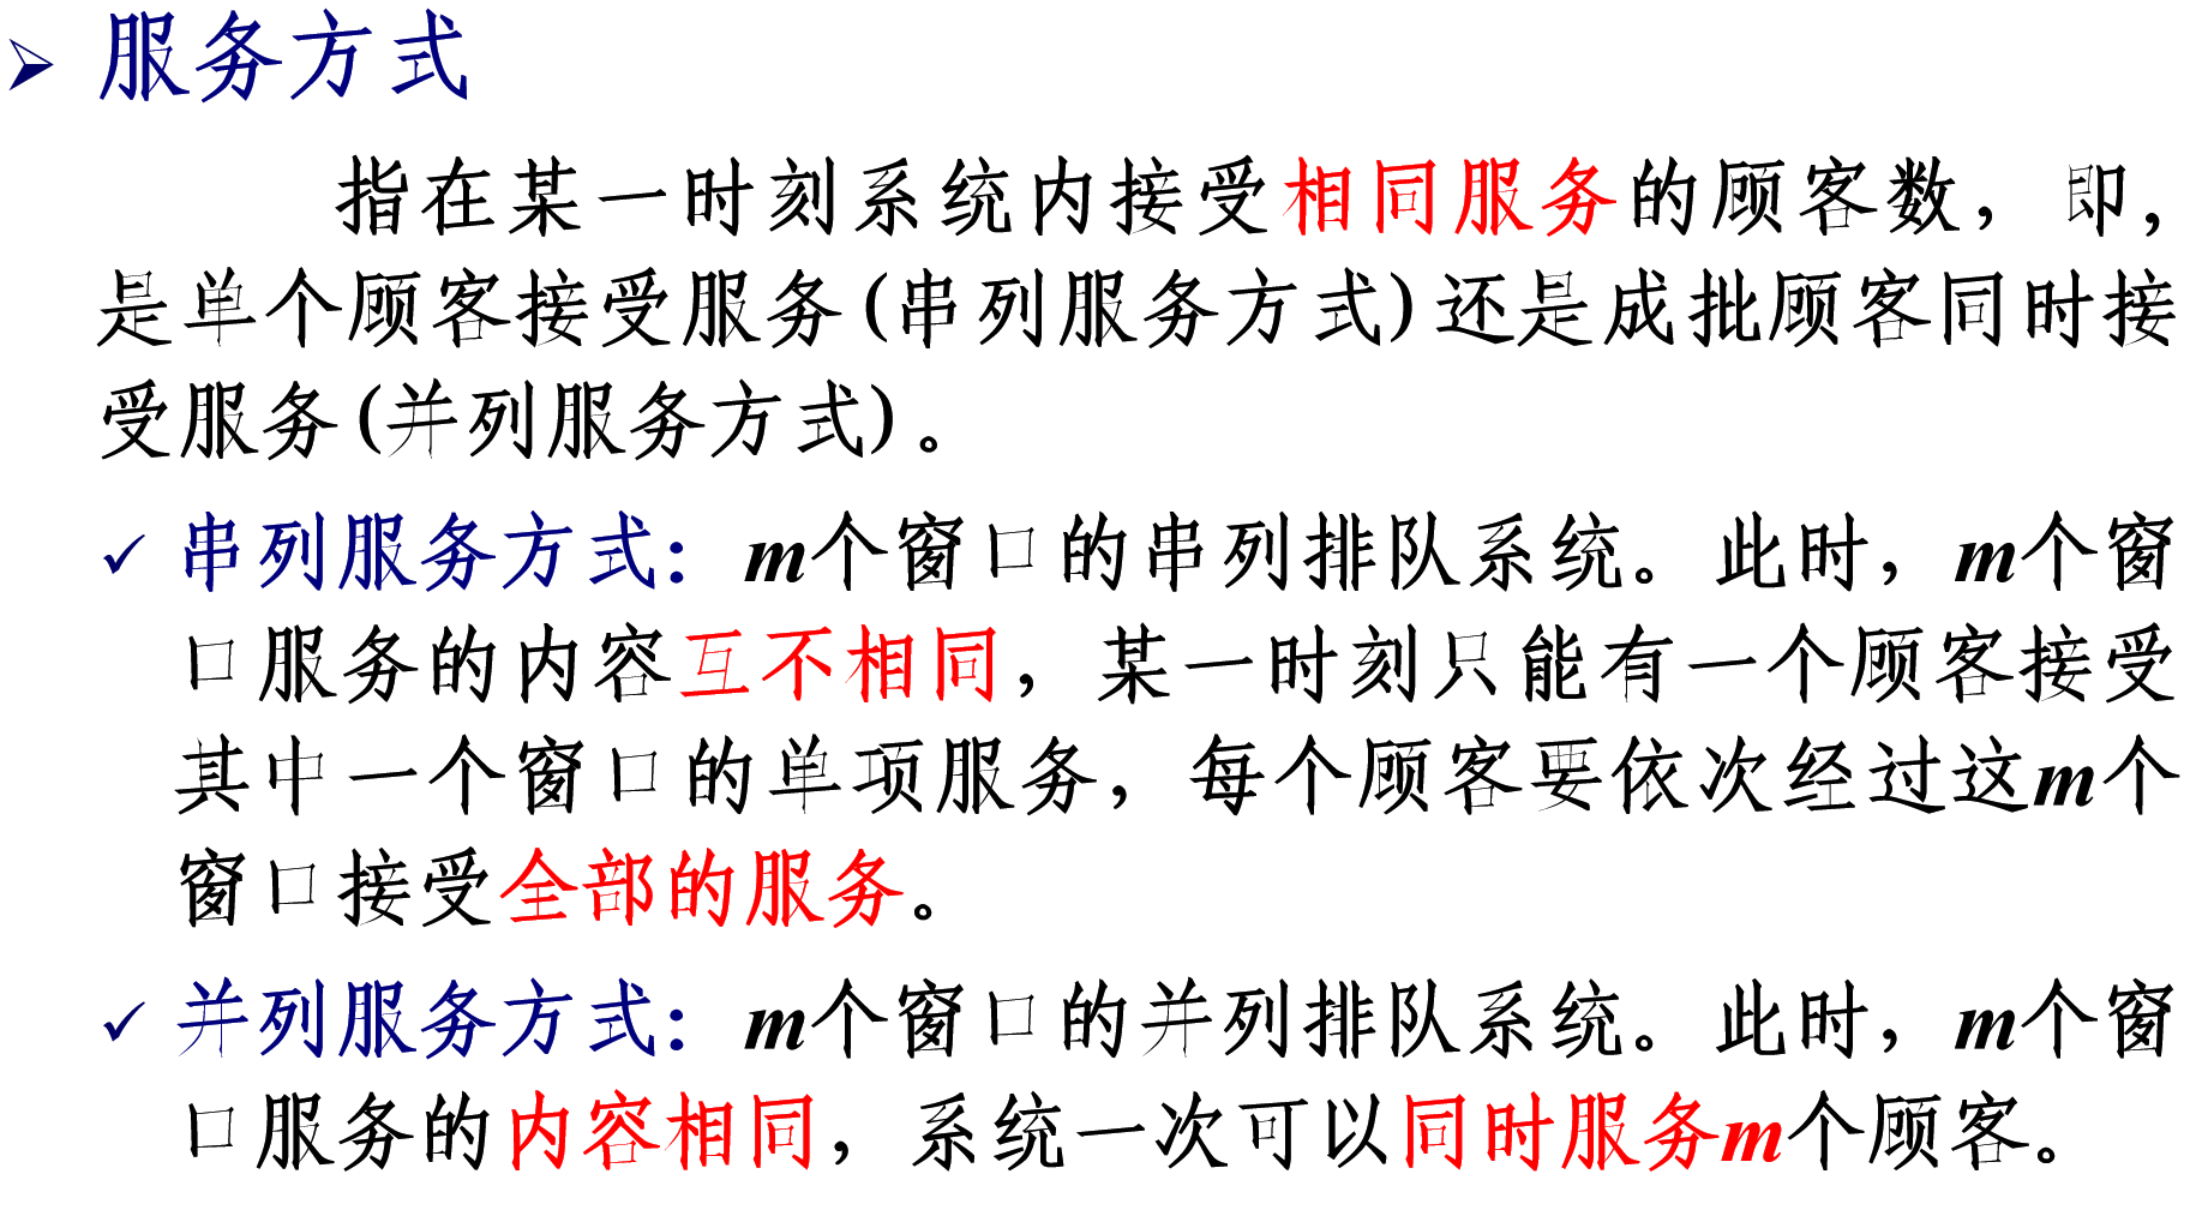 服务方式
指在某一时刻系统内接受相同服务的顾客数，即，
是单个顾客接受服务(串列服务方式)还是成批顾客同时接
受服务(并列服务方式)。
串列服务方式：m个窗口的串列排队系统。此时，m个窗
口服务的内容互不相同，某一时刻只能有一个顾客接受
其中一个窗口的单项服务，每个顾客要依次经过这m个
窗口接受全部的服务。
并列服务方式：m个窗口的并列排队系统。此时，m个窗
口服务的内容相同，系统一次可以同时服务m个顾客。